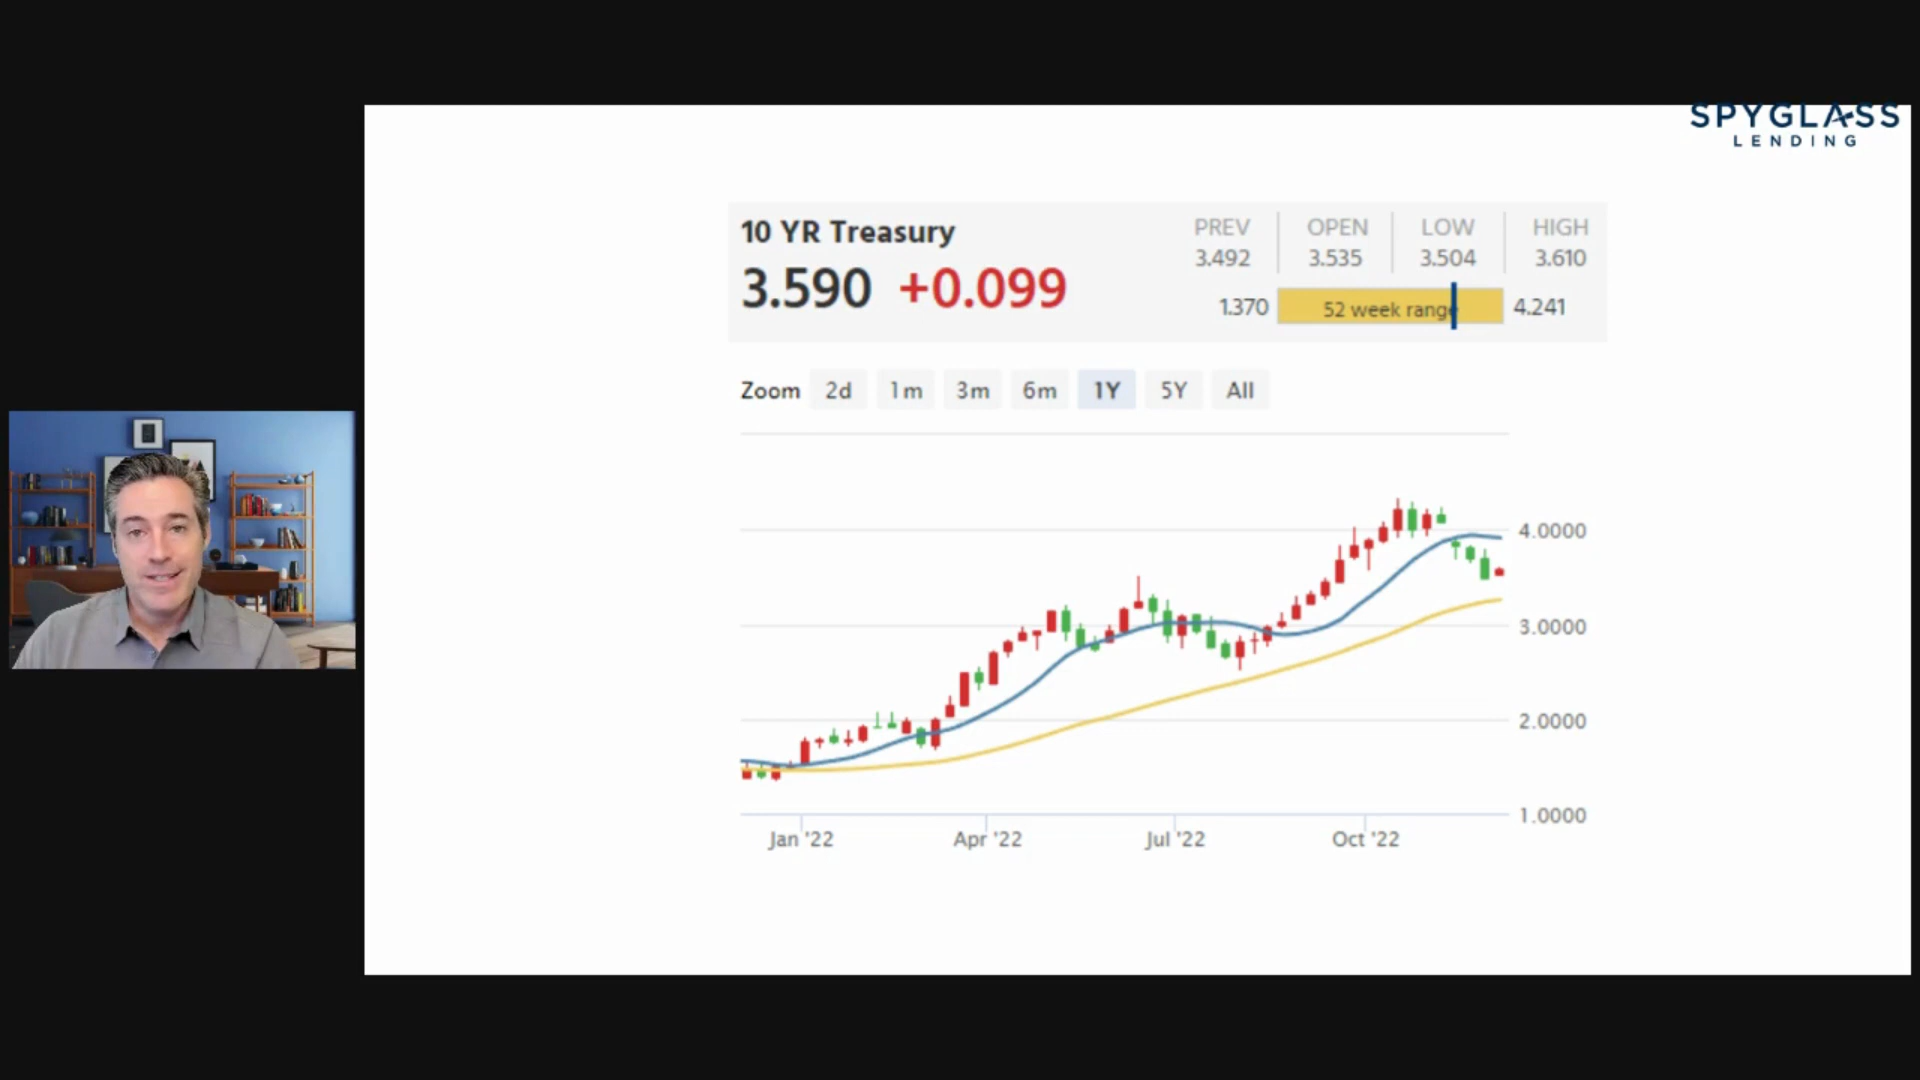 SPYGLASS
LENDING
10 YR Treasury
3.590 +0.099
PREV OPEN LOW HIGH
3.492 3.535 3.504 3.610
1.370 52 week range 4.241
Zoom 2d 1m 3m 6m 1Y 5Y All
4.0000
3.0000
2.0000
1.0000
Jan '22 Apr '22 Jul '22 Oct '22